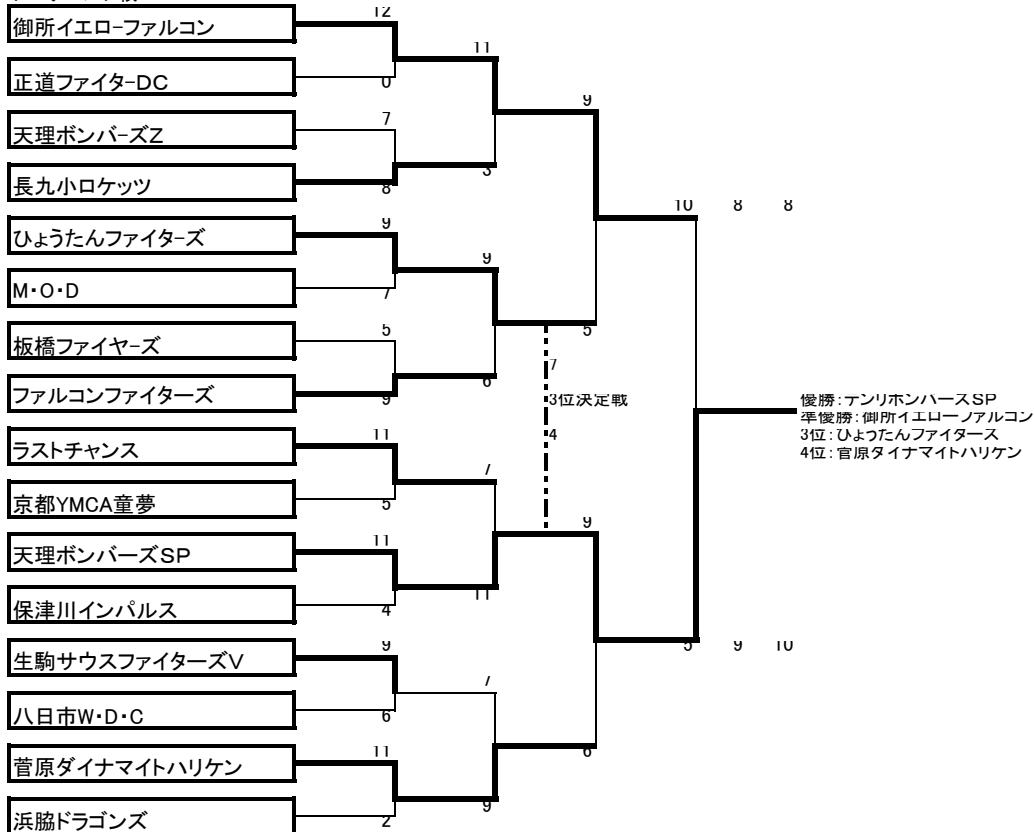 12
御所イエロ-ファルコン
11
正道ファイタ-DC
0
9
7
天理ボンバ-ズZ
3
長九小ロケッツ
8
10 8 8
9
ひょうたんファイタ-ズ
9
M・O・D
7
5
5
板橋ファイヤ-ズ
7
6
ファルコンファイターズ
9
3位決定戦
優勝:テンリボンバースSP
準優勝:御所イエローファルコン
3位:ひょうたんファイターズ
4位:菅原ダイナマイトハリケン
11
4
ラストチャンス
7
京都YMCA童夢
5
9
11
天理ボンバーズSP
11
保津川インパルス
4
9
5 9 10
生駒サウスファイターズV
7
八日市W・D・C
6
11
6
菅原ダイナマイトハリケン
9
浜脇ドラゴンズ
2